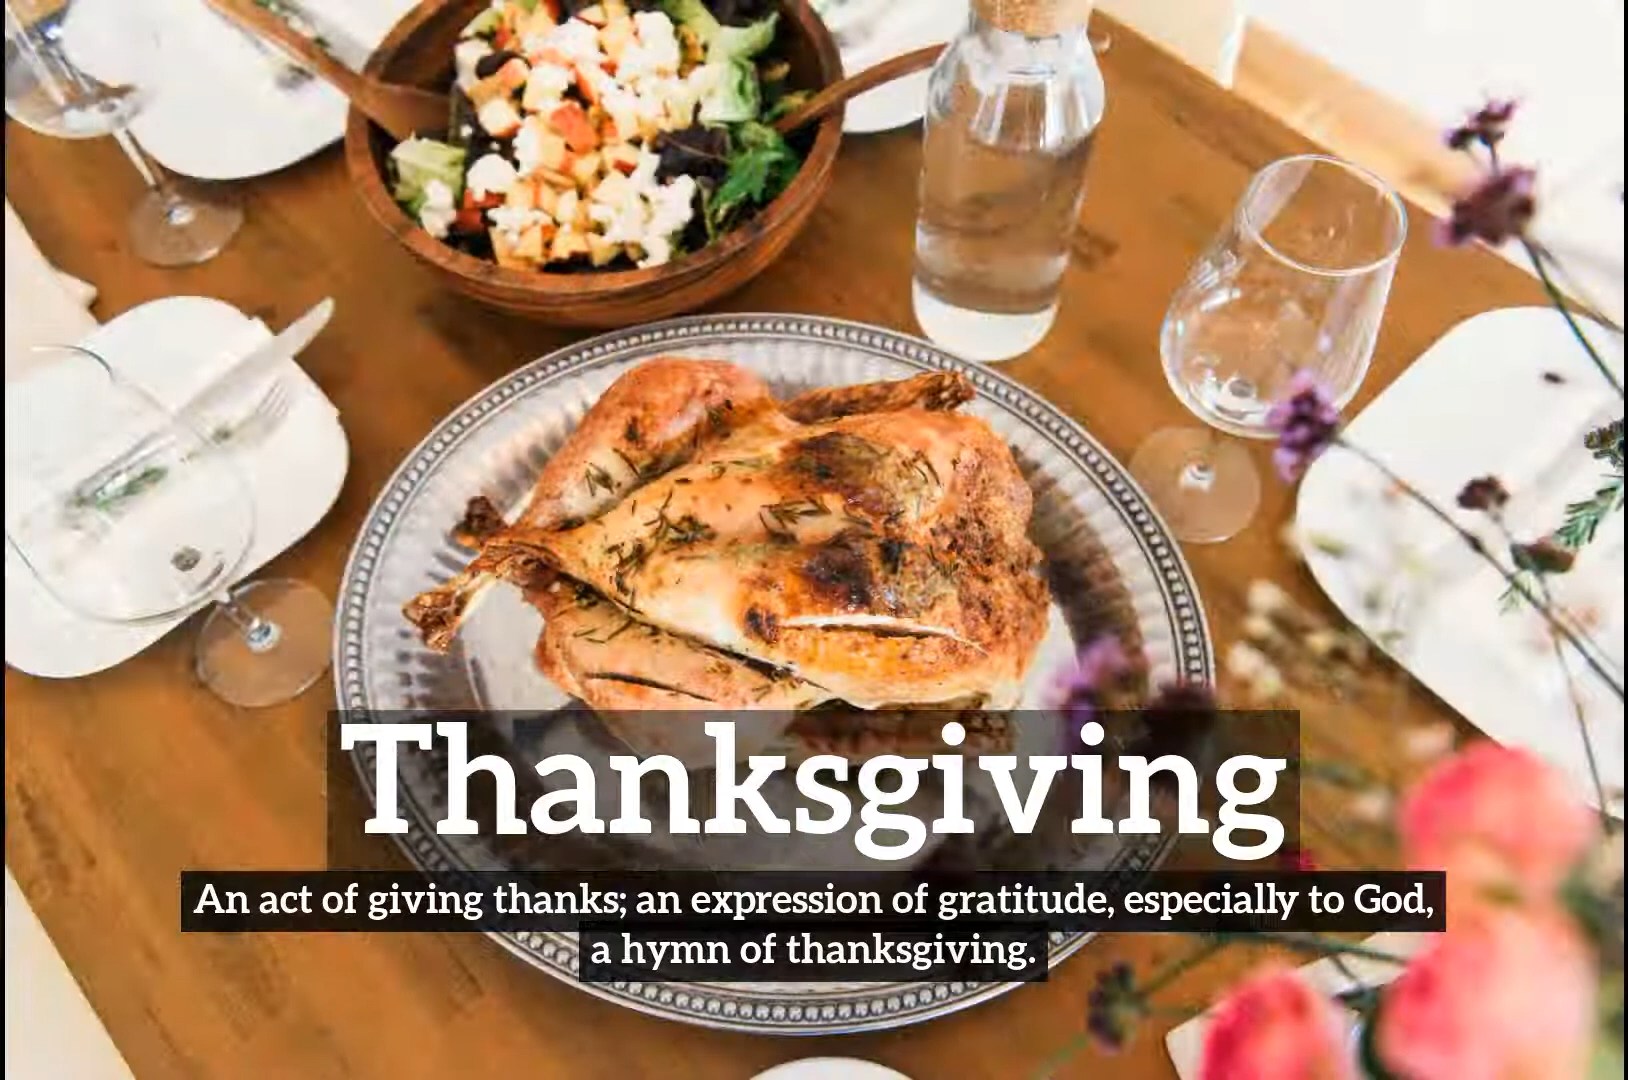 Thanksgiving
An act of giving thanks; an expression of gratitude, especially to God,
a hymn of thanksgiving.